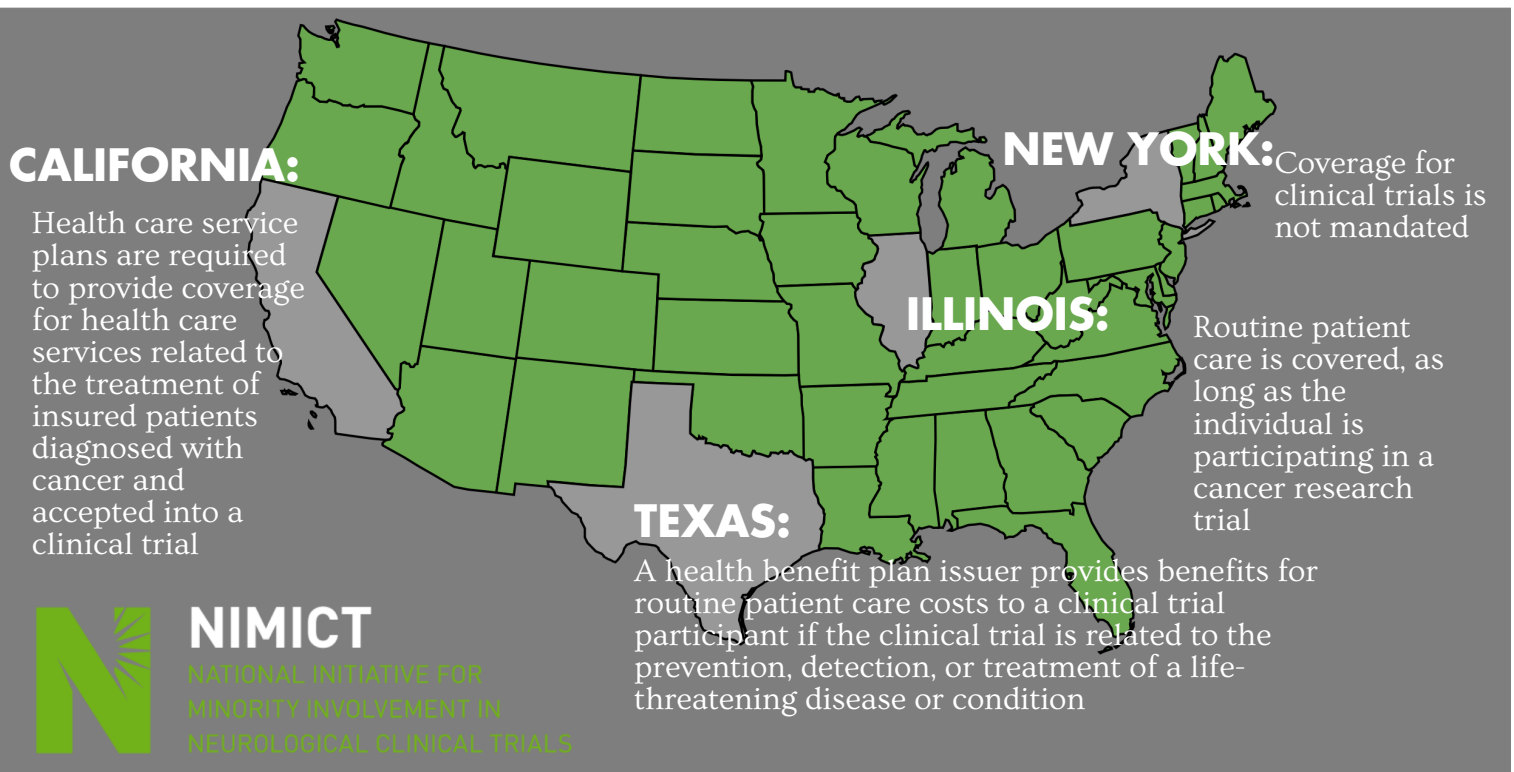 CALIFORNIA:
Health care service
plans are required
to provide coverage
for health care
services related to
the treatment of
insured patients
diagnosed with
cancer and
accepted into a
clinical trial
NEW YORK:
Coverage for
clinical trials is
not mandated
ILLINOIS:
Routine patient
care is covered, as
long as the
individual is
participating in a
cancer research
trial
TEXAS:
A health benefit plan issuer provides benefits for
routine patient care costs to a clinical trial
participant if the clinical trial is related to the
prevention, detection, or treatment of a life-
threatening disease or condition
N
NIMICT
NATIONAL INITIATIVE FOR
MINORITY INVOLVEMENT IN
NEUROLOGICAL CLINICAL TRIALS